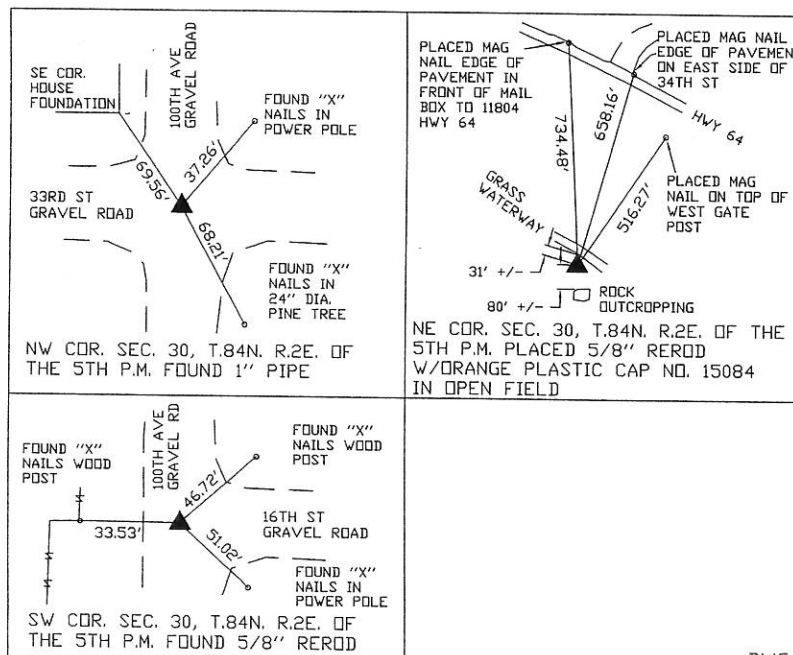 100TH AVE
GRAVEL ROAD
SE COR.
HOUSE
FOUNDATION
FOUND "X"
NAILS IN
POWER POLE
37.26'
69.56'
33RD ST
GRAVEL ROAD
68.21'
FOUND "X"
NAILS IN
24" DIA.
PINE TREE
NW COR. SEC. 30, T.84N. R.2E. OF
THE 5TH P.M. FOUND 1" PIPE
PLACED MAG
NAIL EDGE OF
PAVEMENT IN
FRONT OF MAIL
BOX TO 11804
HWY 64
PLACED MAG NAIL
EDGE OF PAVEMEN
ON EAST SIDE OF
34TH ST
HWY 64
734.48'
658.16'
516.27'
PLACED MAG
NAIL ON TOP OF
WEST GATE
POST
GRASS
WATERWAY
31' +/-
80' +/-
ROCK
OUTCROPPING
NE COR. SEC. 30, T.84N. R.2E. OF THE
5TH P.M. PLACED 5/8" REROD
W/ORANGE PLASTIC CAP NO. 15084
IN OPEN FIELD
FOUND "X"
NAILS WOOD
POST
100TH AVE
GRAVEL RD
FOUND "X"
NAILS WOOD
POST
46.72'
33.53'
16TH ST
GRAVEL ROAD
51.02'
FOUND "X"
NAILS IN
POWER POLE
SW COR. SEC. 30, T.84N. R.2E. OF
THE 5TH P.M. FOUND 5/8" REROD